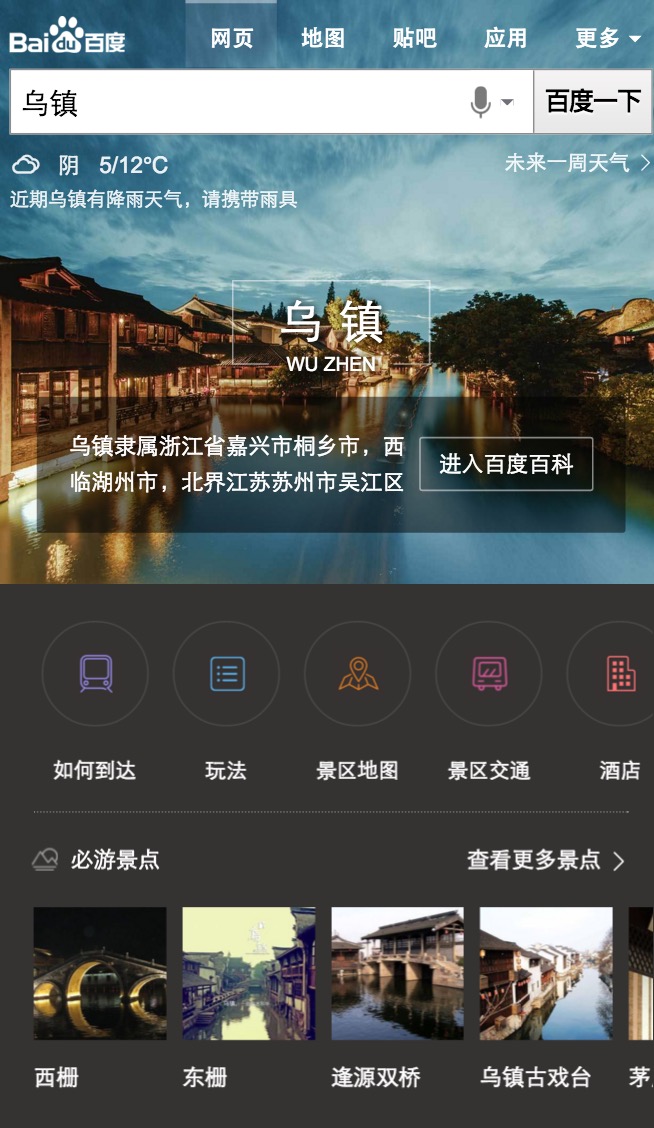 Bai du 百度
网页 地图 贴吧 应用 更多
乌镇
百度一下
阴 5/12℃
未来一周天气
近期乌镇有降雨天气，请携带雨具
乌镇
WU ZHEN
乌镇隶属浙江省嘉兴市桐乡市，西
临湖州市，北界江苏苏州市吴江区
进入百度百科
如何到达 玩法 景区地图 景区交通 酒店
必游景点
查看更多景点
西栅 东栅 逢源双桥 乌镇古戏台 茅